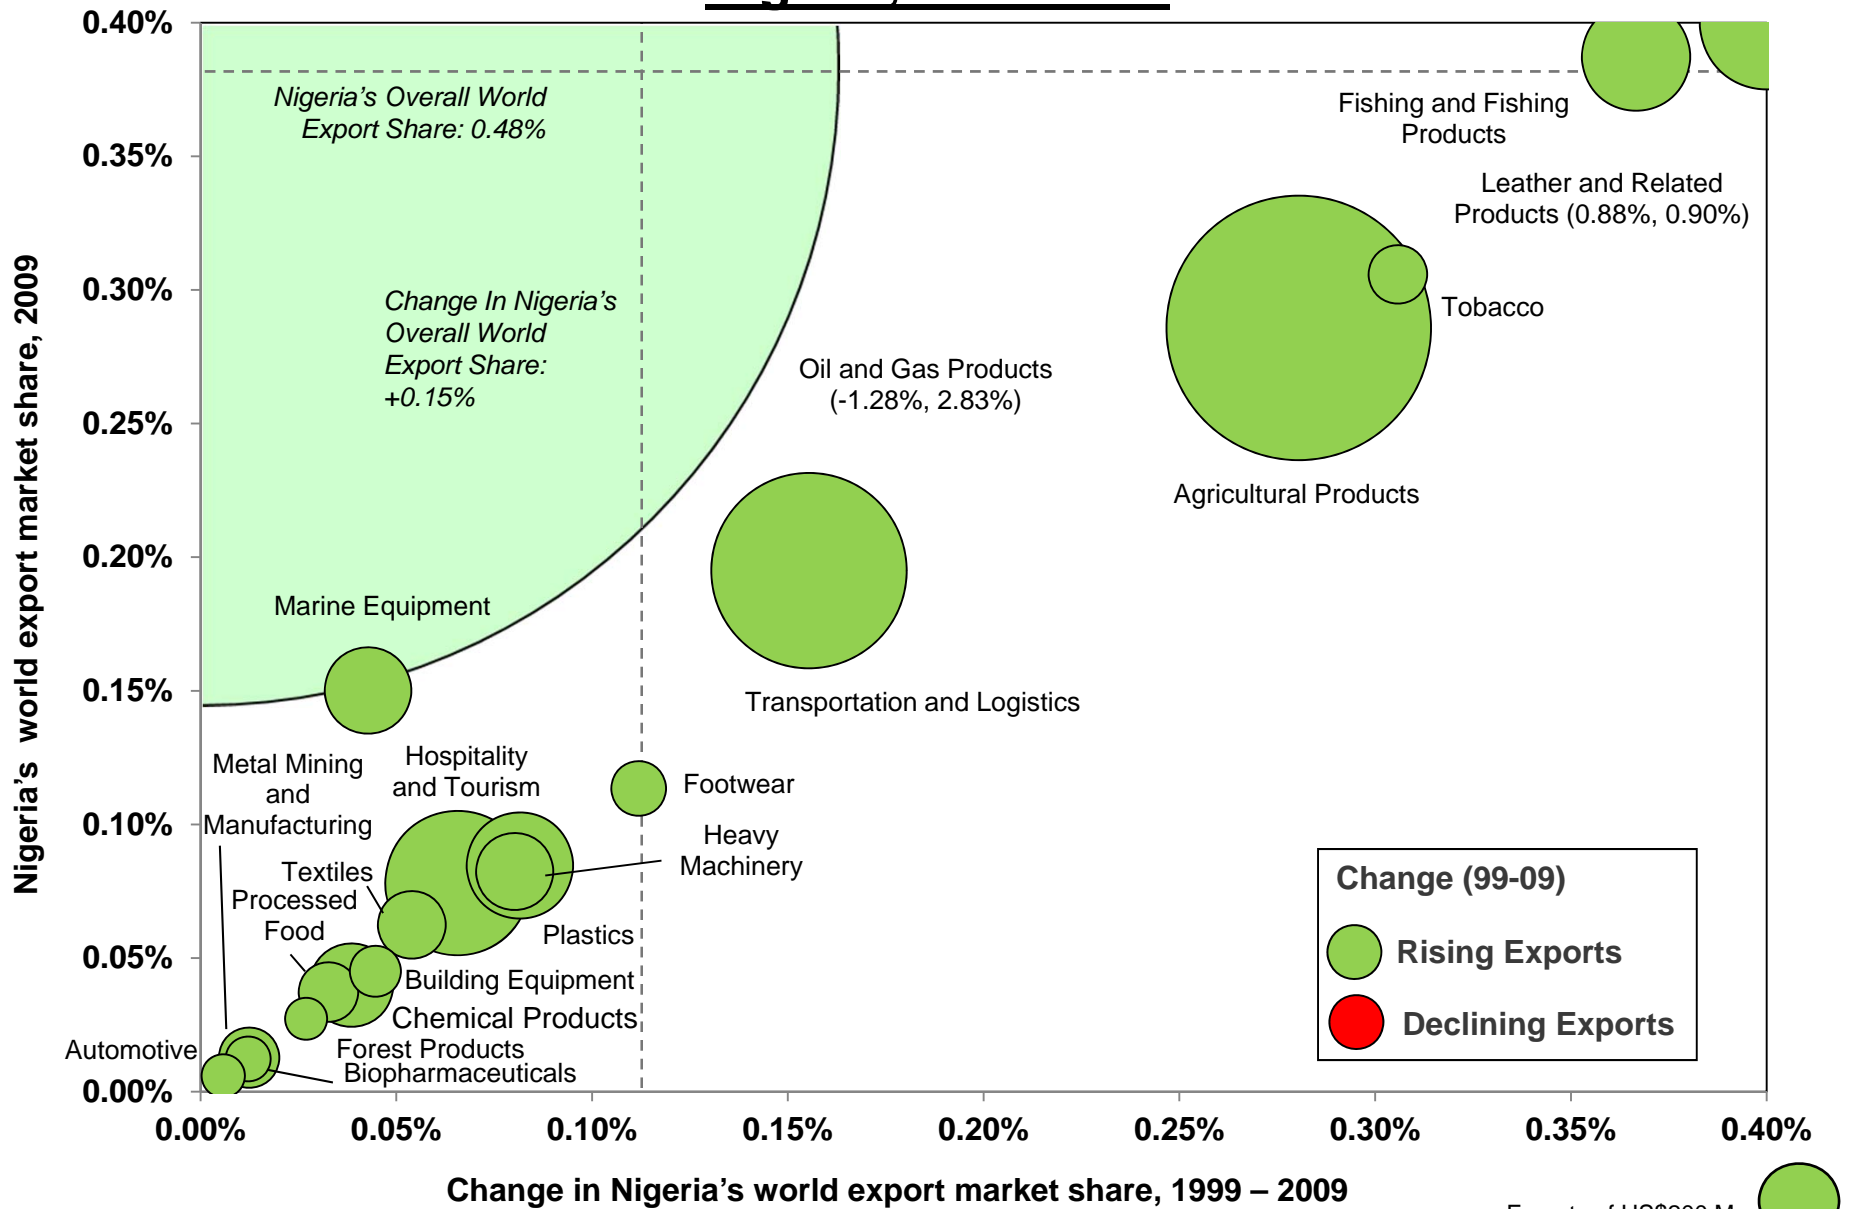 0.40%
Nigeria's Overall World
Export Share: 0.48%
Fishing and Fishing
Products
0.35%
Leather and Related
Products (0.88%, 0.90%)
0.30%
Change In Nigeria's
Overall World
Export Share:
+0.15%
Tobacco
Oil and Gas Products
(-1.28%, 2.83%)
0.25%
Agricultural Products
0.20%
Marine Equipment
0.15%
Transportation and Logistics
Metal Mining
and
Manufacturing
Hospitality
and Tourism
Footwear
0.10%
Heavy
Machinery
Textiles
Processed
Food
Plastics
0.05%
Building Equipment
Chemical Products
Automotive
Forest Products
Biopharmaceuticals
0.00%
Change (99-09)
Rising Exports
Declining Exports
Nigeria's world export market share, 2009
0.00% 0.05% 0.10% 0.15% 0.20% 0.25% 0.30% 0.35% 0.40%
Change in Nigeria's world export market share, 1999 – 2009